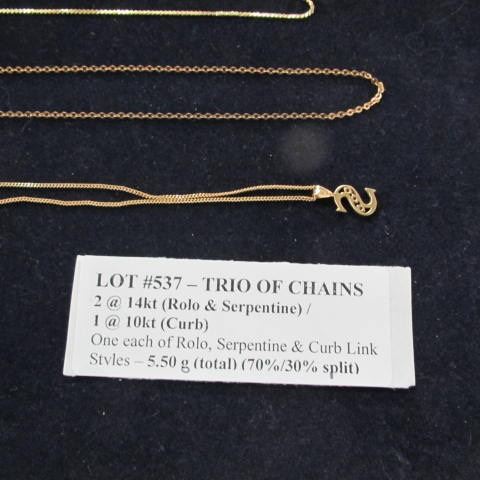 LOT #537 – TRIO OF CHAINS
2 @ 14kt (Rolo & Serpentine) /
1 @ 10kt (Curb)
One each of Rolo, Serpentine & Curb Link
Styles – 5.50 g (total) (70%/30% split)
S